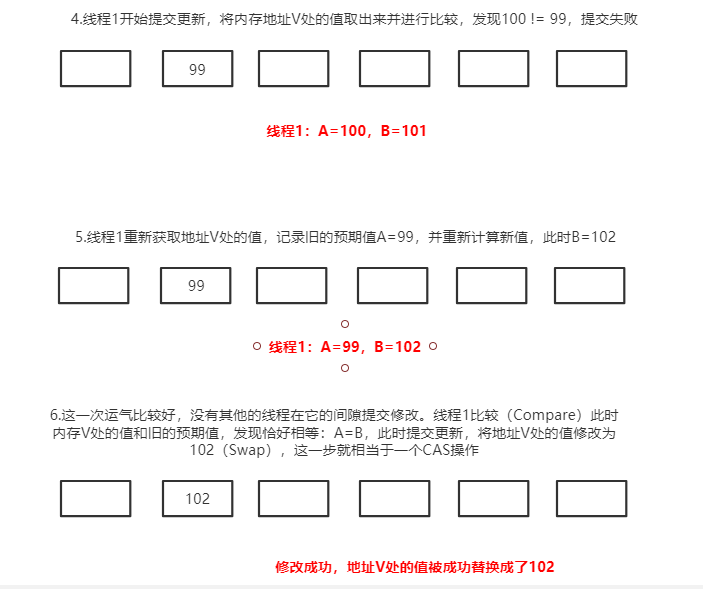 4.线程1开始提交更新，将内存地址V处的值取出来并进行比较，发现100 != 99，提交失败
99
线程1：A=100，B=101
5.线程1重新获取地址V处的值，记录旧的预期值A=99，并重新计算新值，此时B=102
99
线程1：A=99，B=102
6.这一次运气比较好，没有其他的线程在它的间隙提交修改。线程1比较（Compare）此时
内存V处的值和旧的预期值，发现恰好相等：A=B，此时提交更新，将地址V处的值修改为
102（Swap），这一步就相当于一个CAS操作
102
修改成功，地址V处的值被成功替换成了102